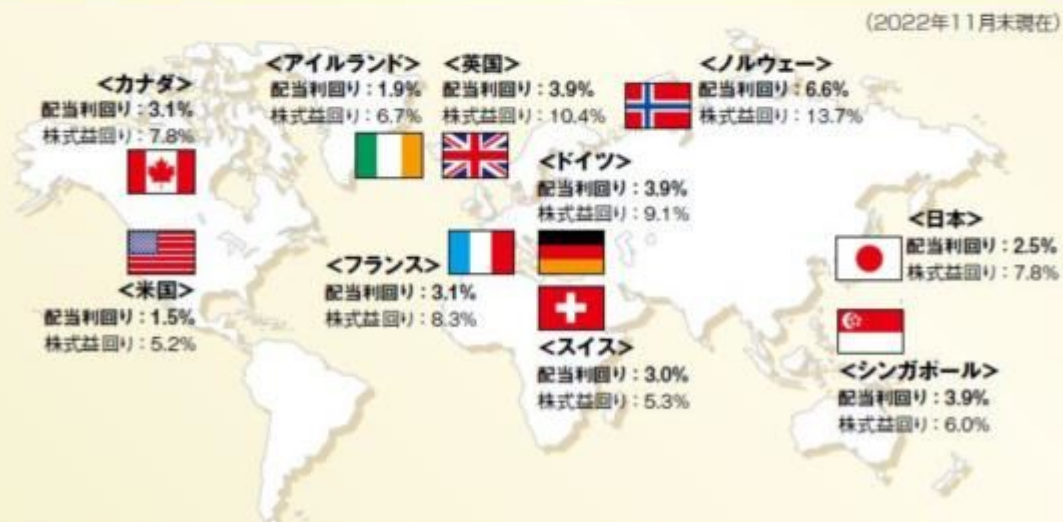 (2022年11月末現在)
<カナダ>
配当利回り:3.1%
株式益回り:7.8%
<アイルランド>
配当利回り:1.9%
株式益回り:6.7%
<英国>
配当利回り:3.9%
株式益回り:10.4%
<ノルウェー>
配当利回り:6.6%
株式益回り:13.7%
<ドイツ>
配当利回り:3.9%
株式益回り:9.1%
<日本>
配当利回り:2.5%
株式益回り:7.8%
<フランス>
配当利回り:3.1%
株式益回り:8.3%
<米国>
配当利回り:1.5%
株式益回り:5.2%
<スイス>
配当利回り:3.0%
株式益回り:5.3%
<シンガポール>
配当利回り:3.9%
株式益回り:6.0%